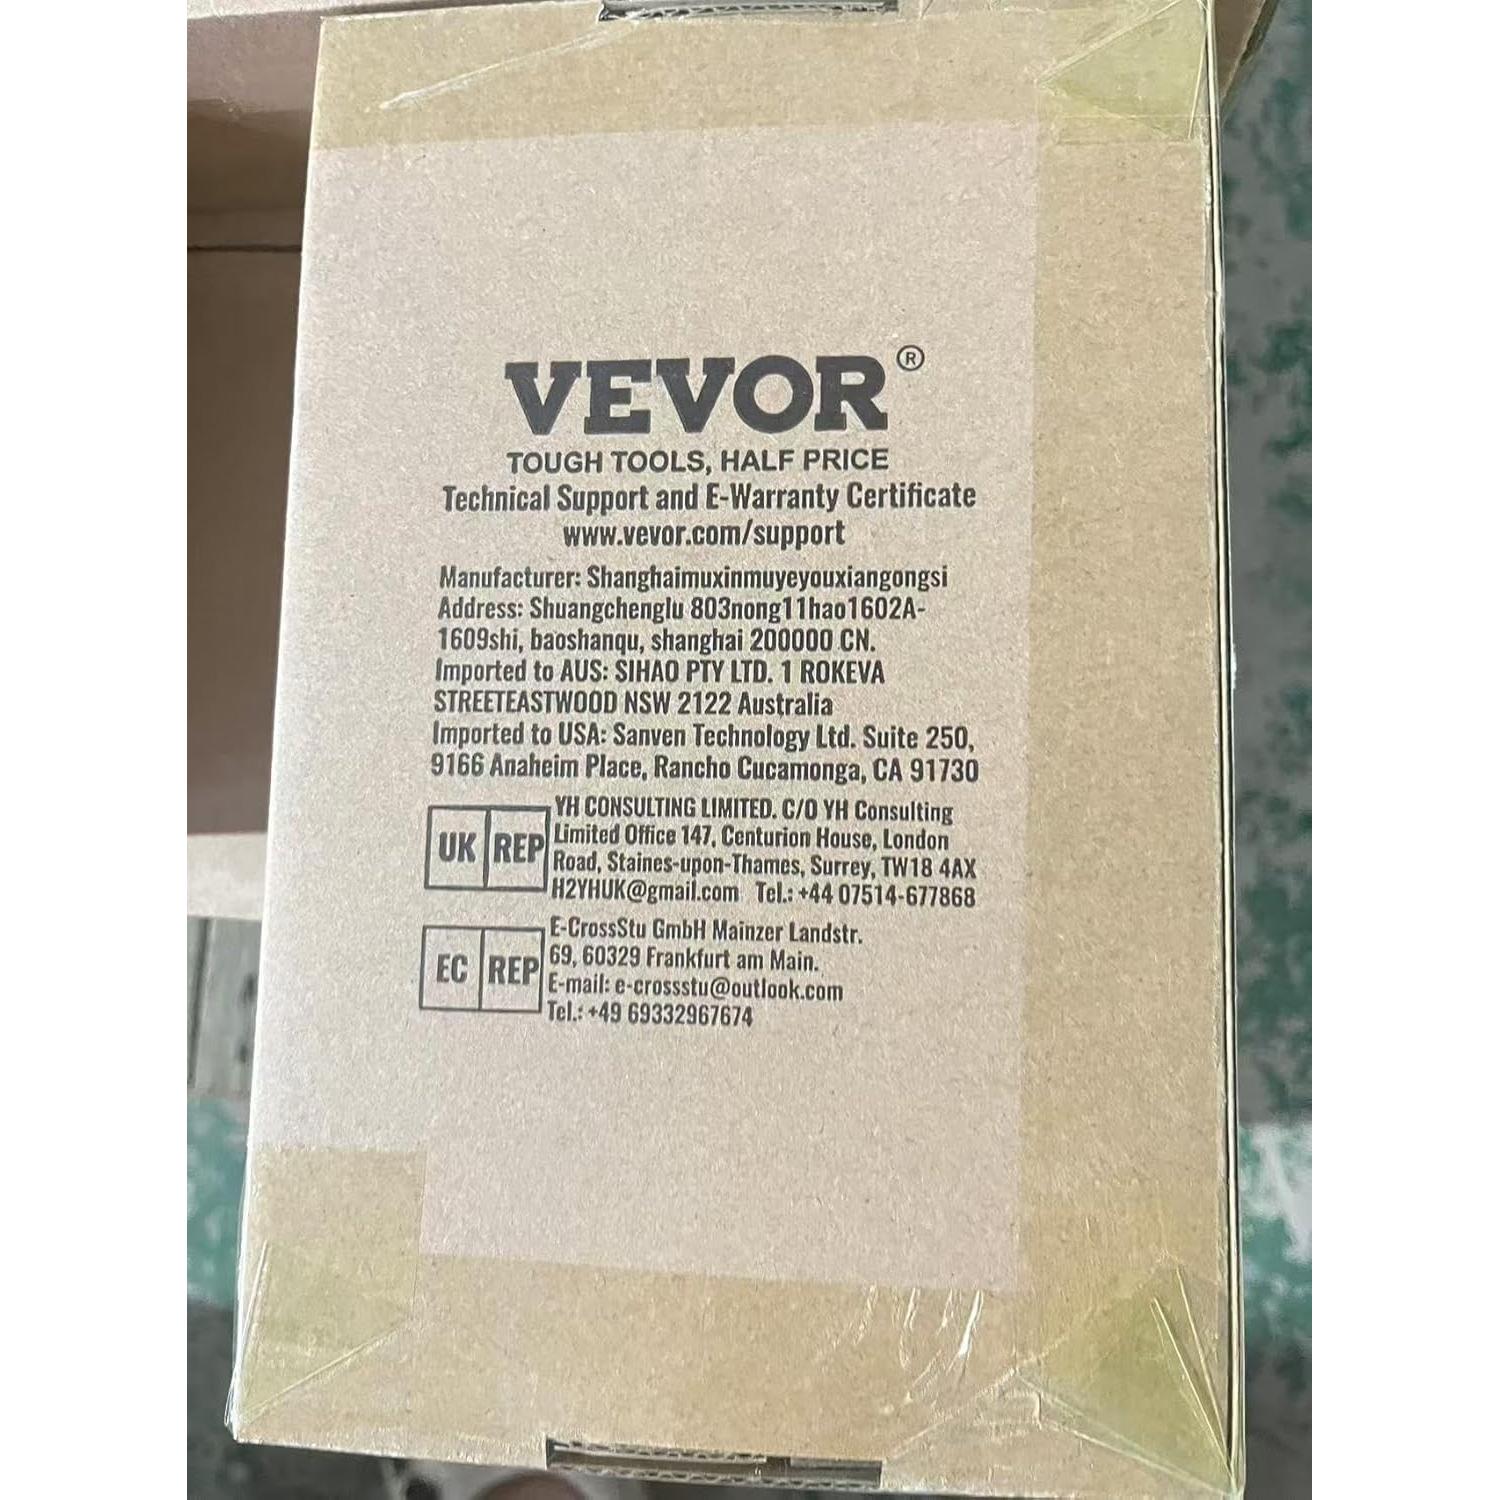 VEVOR®
TOUGH TOOLS, HALF PRICE
Technical Support and E-Warranty Certificate
www.vevor.com/support
Manufacturer: Shanghaimuxinmuyeyouxiangongsi
Address: Shuangchenglu 803nong11hao1602A-
1609shi, baoshanqu, shanghai 200000 CN.
Imported to AUS: SIHAO PTY LTD. 1 ROKEVA
STREETEASTWOOD NSW 2122 Australia
Imported to USA: Sanven Technology Ltd. Suite 250,
9166 Anaheim Place, Rancho Cucamonga, CA 91730
UK REP
YH CONSULTING LIMITED. C/O YH Consulting
Limited Office 147, Centurion House, London
Road, Staines-upon-Thames, Surrey, TW18 4AX
H2YHUK@gmail.com Tel.: +44 07514-677868
EC REP
E-CrossStu GmbH Mainzer Landstr.
69, 60329 Frankfurt am Main.
E-mail: e-crossstu@outlook.com
Tel.: +49 69332967674